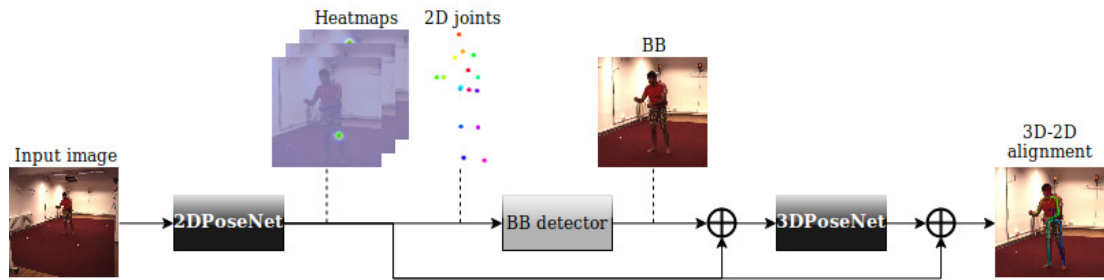 Heatmaps
2D joints
BB
Input image
3D-2D
alignment
2DPoseNet
BB detector
3DPoseNet